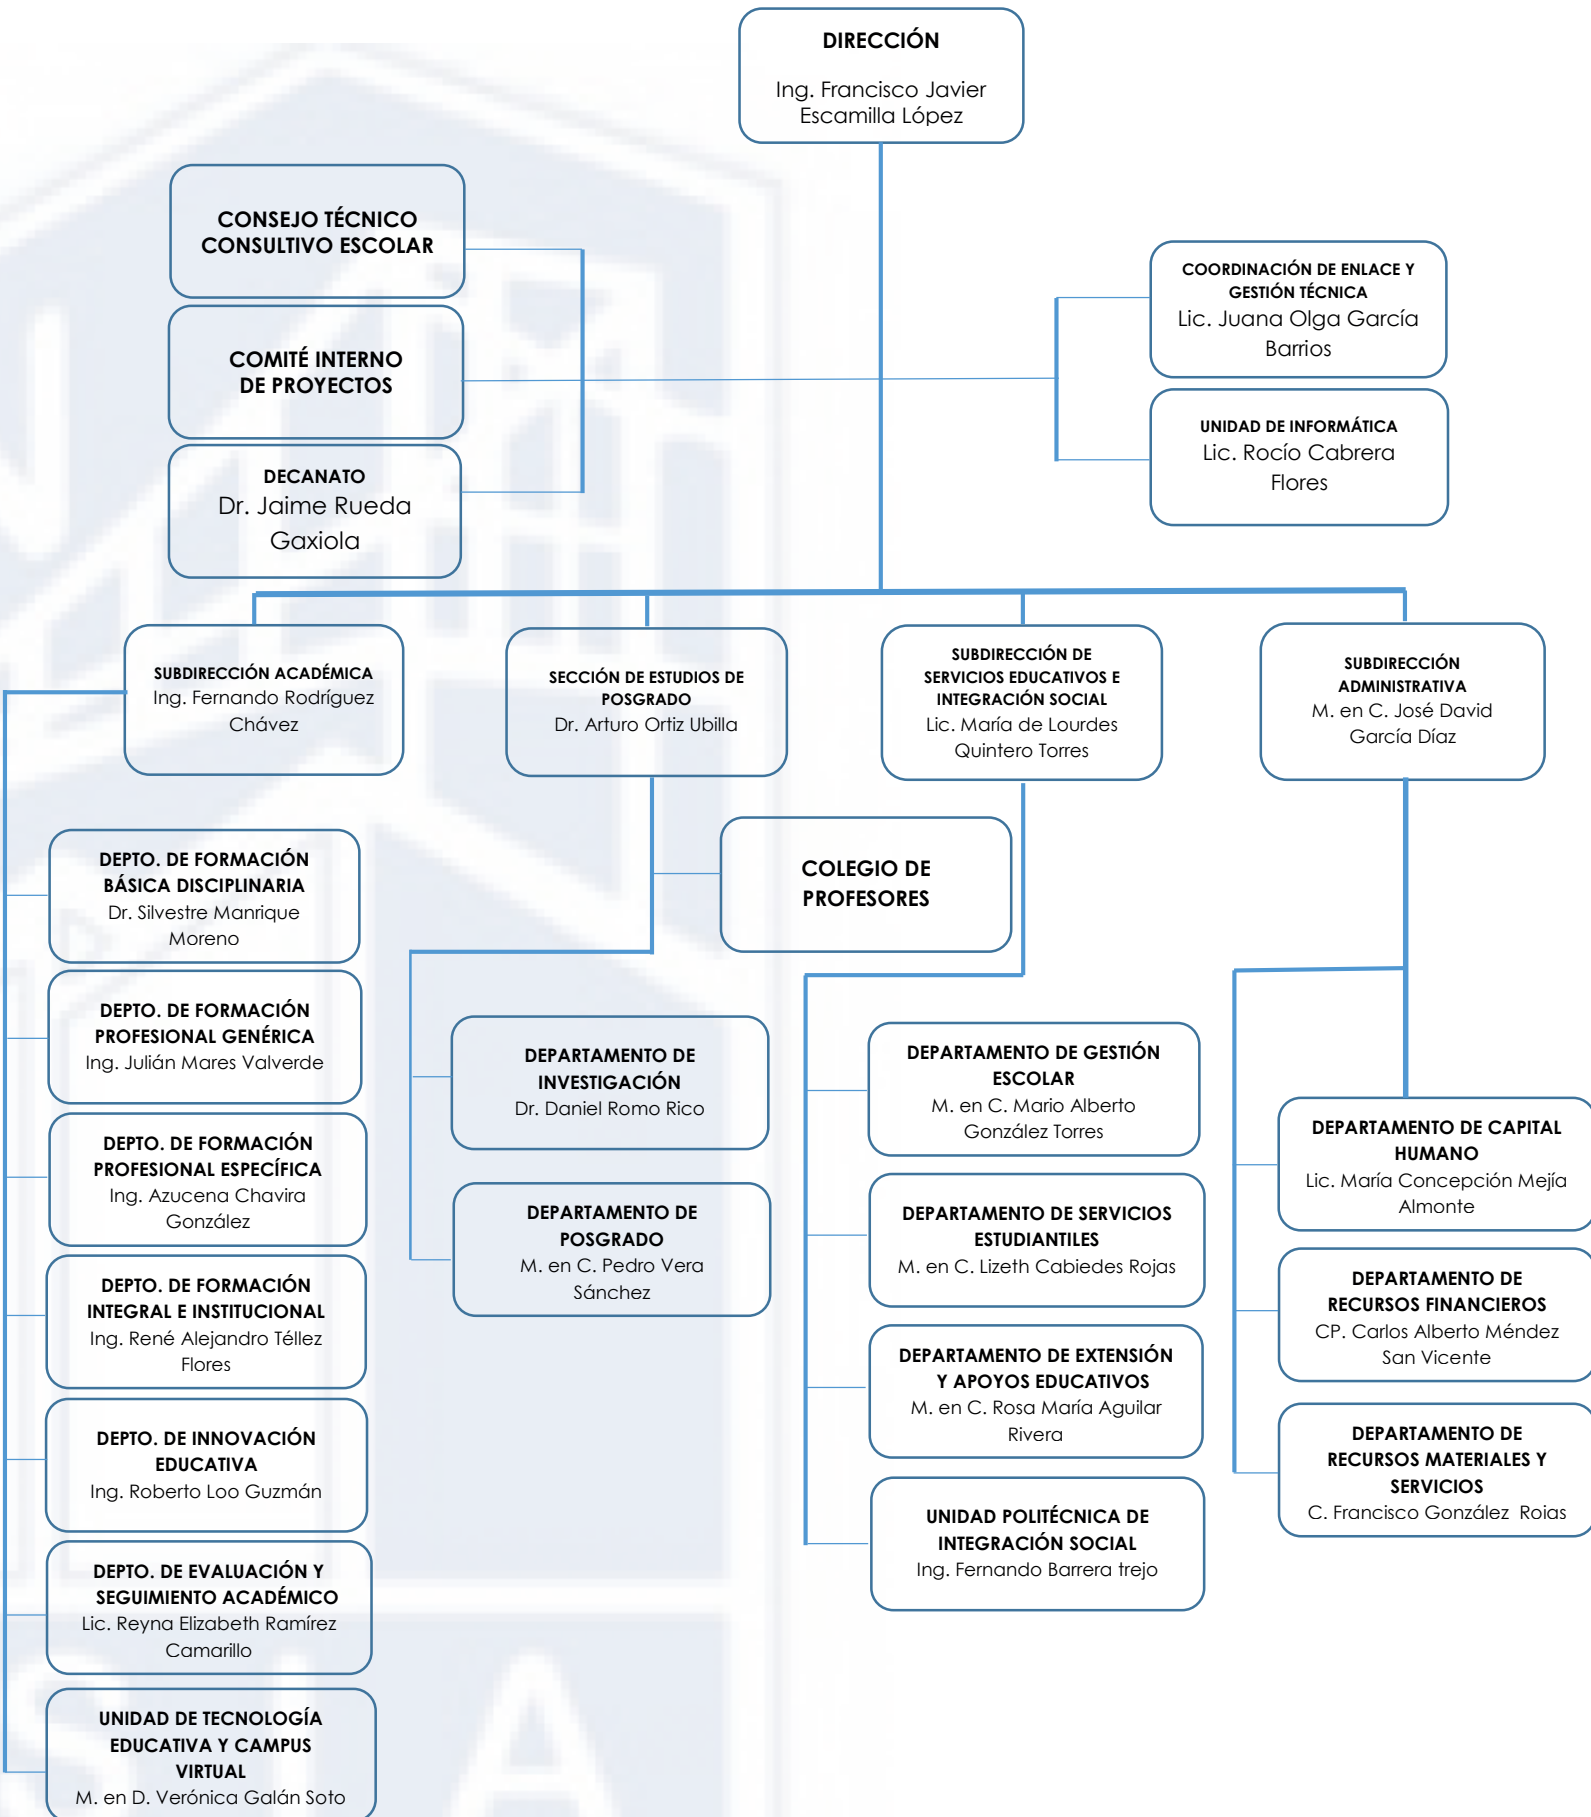 DIRECCIÓN
Ing. Francisco Javier
Escamilla López
CONSEJO TÉCNICO
CONSULTIVO ESCOLAR
COMITÉ INTERNO
DE PROYECTOS
DECANATO
Dr. Jaime Rueda
Gaxiola
COORDINACIÓN DE ENLACE Y
GESTIÓN TÉCNICA
Lic. Juana Olga García
Barrios
UNIDAD DE INFORMÁTICA
Lic. Rocío Cabrera
Flores
SUBDIRECCIÓN ACADÉMICA
Ing. Fernando Rodríguez
Chávez
SECCIÓN DE ESTUDIOS DE
POSGRADO
Dr. Arturo Ortiz Ubilla
SUBDIRECCIÓN DE
SERVICIOS EDUCATIVOS E
INTEGRACIÓN SOCIAL
Lic. María de Lourdes
Quintero Torres
SUBDIRECCIÓN
ADMINISTRATIVA
M. en C. José David
García Díaz
DEPTO. DE FORMACIÓN
BÁSICA DISCIPLINARIA
Dr. Silvestre Manrique
Moreno
DEPTO. DE FORMACIÓN
PROFESIONAL GENÉRICA
Ing. Julián Mares Valverde
DEPTO. DE FORMACIÓN
PROFESIONAL ESPECÍFICA
Ing. Azucena Chavira
González
DEPTO. DE FORMACIÓN
INTEGRAL E INSTITUCIONAL
Ing. René Alejandro Téllez
Flores
DEPTO. DE INNOVACIÓN
EDUCATIVA
Ing. Roberto Loo Guzmán
DEPTO. DE EVALUACIÓN Y
SEGUIMIENTO ACADÉMICO
Lic. Reyna Elizabeth Ramírez
Camarillo
UNIDAD DE TECNOLOGÍA
EDUCATIVA Y CAMPUS
VIRTUAL
M. en D. Verónica Galán Soto
COLEGIO DE
PROFESORES
DEPARTAMENTO DE
INVESTIGACIÓN
Dr. Daniel Romo Rico
DEPARTAMENTO DE
POSGRADO
M. en C. Pedro Vera
Sánchez
DEPARTAMENTO DE GESTIÓN
ESCOLAR
M. en C. Mario Alberto
González Torres
DEPARTAMENTO DE SERVICIOS
ESTUDIANTILES
M. en C. Lizeth Cabiedes Rojas
DEPARTAMENTO DE EXTENSIÓN
Y APOYOS EDUCATIVOS
M. en C. Rosa María Aguilar
Rivera
UNIDAD POLITÉCNICA DE
INTEGRACIÓN SOCIAL
Ing. Fernando Barrera trejo
DEPARTAMENTO DE CAPITAL
HUMANO
Lic. María Concepción Mejía
Almonte
DEPARTAMENTO DE
RECURSOS FINANCIEROS
CP. Carlos Alberto Méndez
San Vicente
DEPARTAMENTO DE
RECURSOS MATERIALES Y
SERVICIOS
C. Francisco González Rojas